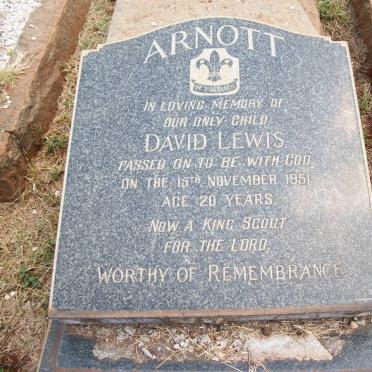 ARNOTT
BE PREPARED
IN LOVING MEMORY OF
OUR ONLY CHILD
DAVID LEWIS
PASSED ON TO BE WITH GOD
ON THE 15TH NOVEMBER 1951
AGE 20 YEARS.
NOW A KING SCOUT
FOR THE LORD.
WORTHY OF REMEMBRANCE